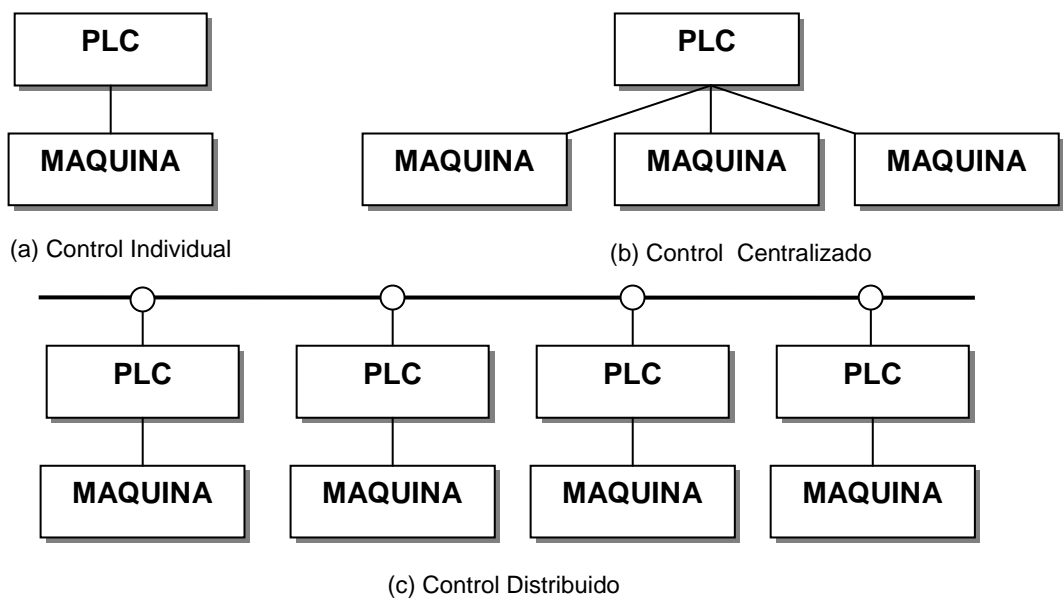 PLC
MAQUINA
(a) Control Individual
PLC
MAQUINA MAQUINA MAQUINA
(b) Control Centralizado
PLC PLC PLC PLC
MAQUINA MAQUINA MAQUINA MAQUINA
(c) Control Distribuido